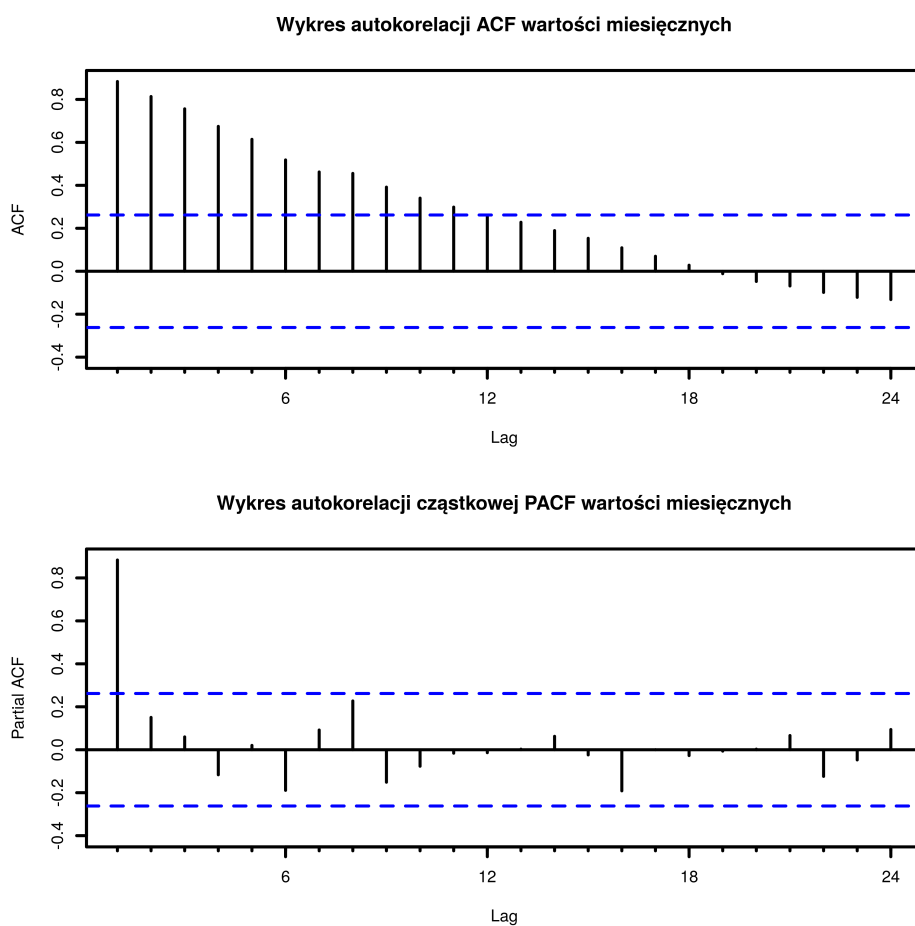 Wykres autokorelacji ACF wartości miesięcznych
ACF
0.8
0.6
0.4
0.2
0.0
-0.2
-0.4
6 12 18 24
Lag
Wykres autokorelacji cząstkowej PACF wartości miesięcznych
Partial ACF
0.8
0.6
0.4
0.2
0.0
-0.2
-0.4
6 12 18 24
Lag